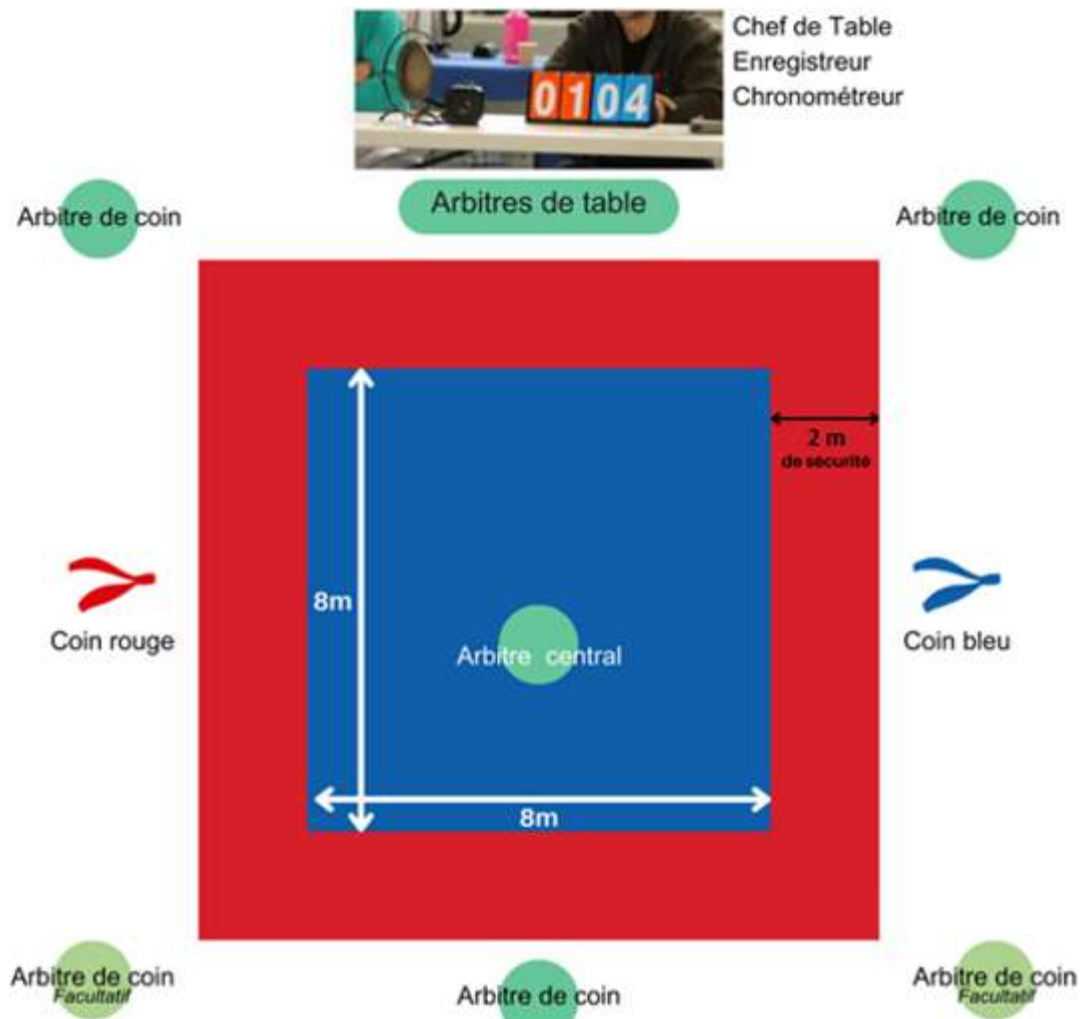 Chef de Table
Enregistreur
Chronométreur
0104
Arbitre de coin
Arbitres de table
Arbitre de coin
2 m
de sécurité
8m
Coin rouge
Arbitre central
Coin bleu
8m
Arbitre de coin
Facultatif
Arbitre de coin
Arbitre de coin
Facultatif